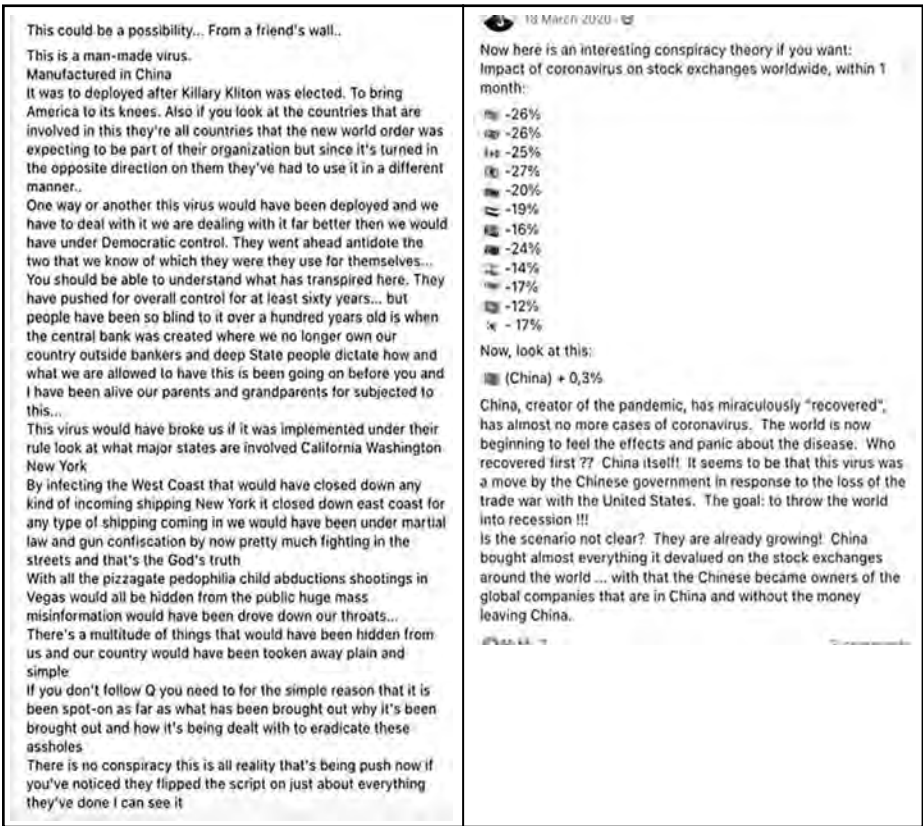 This could be a possibility... From a friend's wall..
This is a man-made virus.
Manufactured in China
It was to deployed after Killary Kliton was elected. To bring
America to its knees. Also if you look at the countries that are
involved in this they're all countries that the new world order was
expecting to be part of their organization but since it's turned in
the opposite direction on them they've had to use it in a different
manner..
One way or another this virus would have been deployed and we
have to deal with it we are dealing with it far better then we would
have under Democratic control. They went ahead antidote the
two that we know of which they were they use for themselves...
You should be able to understand what has transpired here. They
have pushed for overall control for at least sixty years... but
people have been so blind to it over a hundred years old is when
the central bank was created where we no longer own our
country outside bankers and deep State people dictate how and
what we are allowed to have this is been going on before you and
I have been alive our parents and grandparents for subjected to
this...
This virus would have broke us if it was implemented under their
rule look at what major states are involved California Washington
New York
By infecting the West Coast that would have closed down any
kind of incoming shipping New York it closed down east coast for
any type of shipping coming in we would have been under martial
law and gun confiscation by now pretty much fighting in the
streets and that's the God's truth
With all the pizzagate pedophilia child abductions shootings in
Vegas would all be hidden from the public huge mass
misinformation would have been drove down our throats...
There's a multitude of things that would have been hidden from
us and our country would have been tooken away plain and
simple
If you don't follow Q you need to for the simple reason that it is
been spot-on as far as what has been brought out why it's been
brought out and how it's being dealt with to eradicate these
assholes
There is no conspiracy this is all reality that's being push now if
you've noticed they flipped the script on just about everything
they've done I can see it
18 March 2020
Now here is an interesting conspiracy theory if you want:
Impact of coronavirus on stock exchanges worldwide, within 1
month:
-26%
-26%
-25%
-27%
-20%
-19%
-16%
-24%
-14%
-17%
-12%
- 17%
Now, look at this:
(China) + 0,3%
China, creator of the pandemic, has miraculously "recovered",
has almost no more cases of coronavirus. The world is now
beginning to feel the effects and panic about the disease. Who
recovered first ?? China itself! It seems to be that this virus was
a move by the Chinese government in response to the loss of the
trade war with the United States. The goal: to throw the world
into recession !!!
Is the scenario not clear? They are already growing! China
bought almost everything it devalued on the stock exchanges
around the world ... with that the Chinese became owners of the
global companies that are in China and without the money
leaving China.